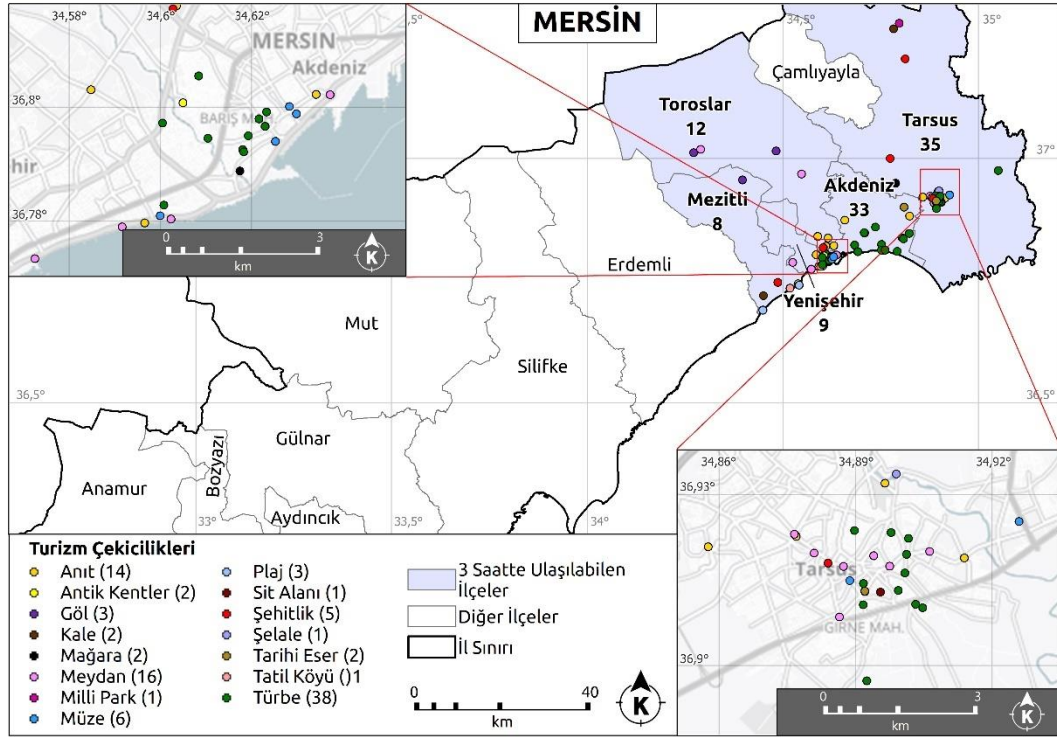 MERSİN
34,58°
34,6°
34,62°
MERSIN
Akdeniz
36,8°
BARIŞ M
hir
36,78°
0
3
km
K
,5°
34,5°
35°
Çamlıyayla
Toroslar
12
Tarsus
35
37°
Akdeniz
33
Mezitli
8
Erdemli
Yenişehir
9
Mut
Silifke
36,5°
36,5°
Gülnar
Bozyazı
Anamur
Aydıncık
33°
33,5°
34°
34,86°
34,89°
34,92°
36,93°
Tarsus
GİRNE MAH.
36,9°
0
3
km
K
Turizm Çekicilikleri
Anıt (14)
Antik Kentler (2)
Göl (3)
Kale (2)
Mağara (2)
Meydan (16)
Milli Park (1)
Müze (6)
Plaj (3)
Sit Alanı (1)
Şehitlik (5)
Şelale (1)
Tarihi Eser (2)
Tatil Köyü ()1
Türbe (38)
3 Saatte Ulaşılabilen
İlçeler
Diğer İlçeler
İl Sınırı
0
40
km
K